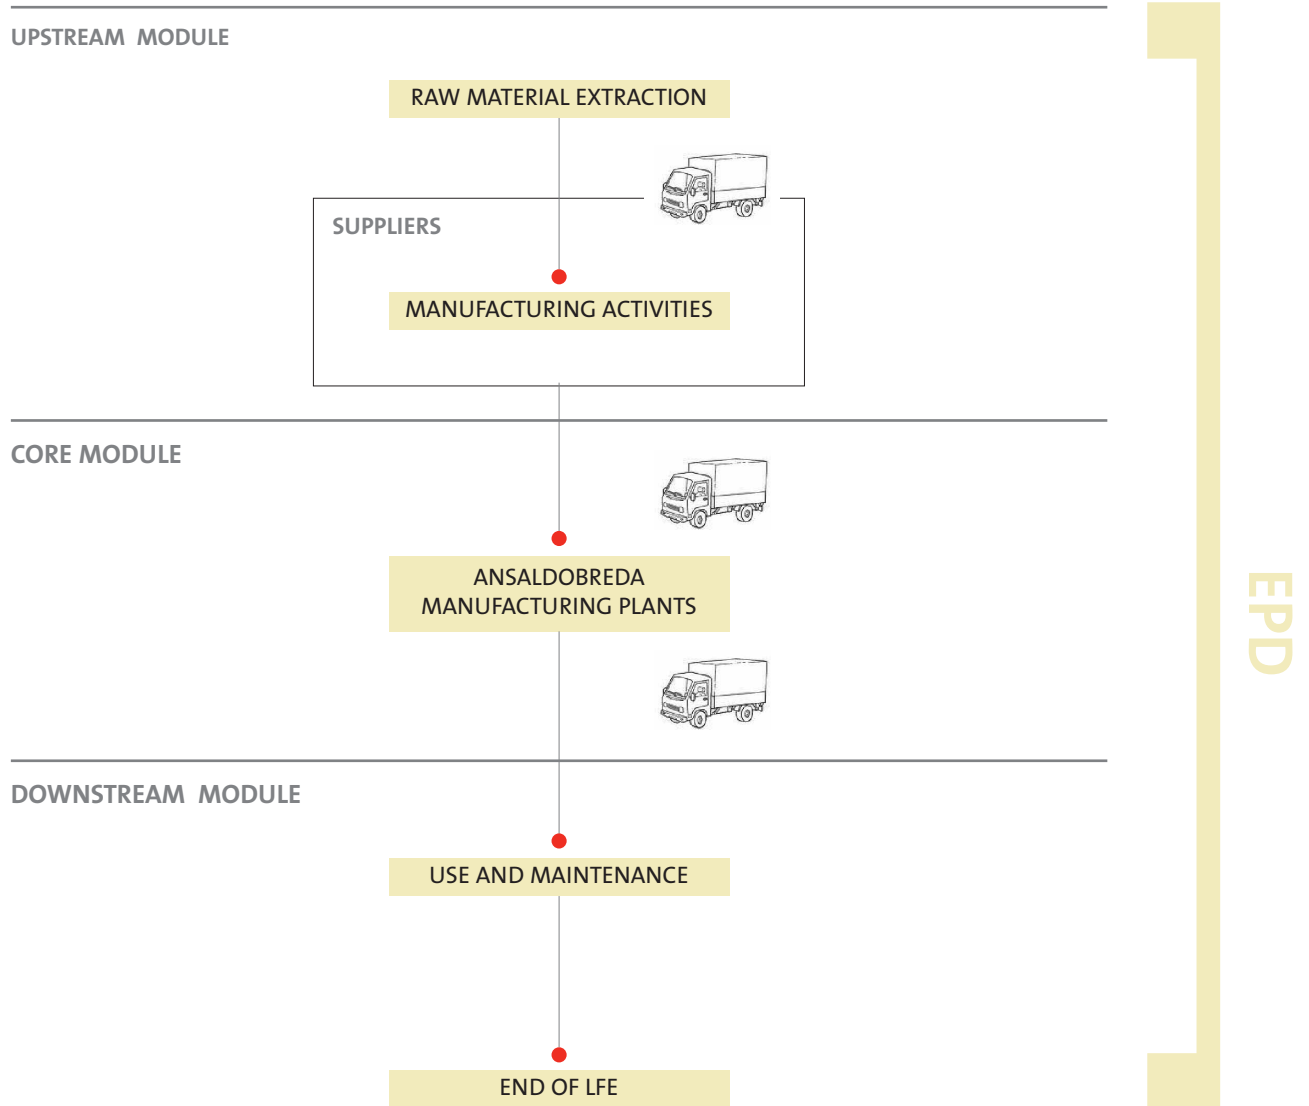 UPSTREAM MODULE
RAW MATERIAL EXTRACTION
SUPPLIERS
MANUFACTURING ACTIVITIES
CORE MODULE
ANSALDOBREDA
MANUFACTURING PLANTS
EPD
DOWNSTREAM MODULE
USE AND MAINTENANCE
END OF LFE